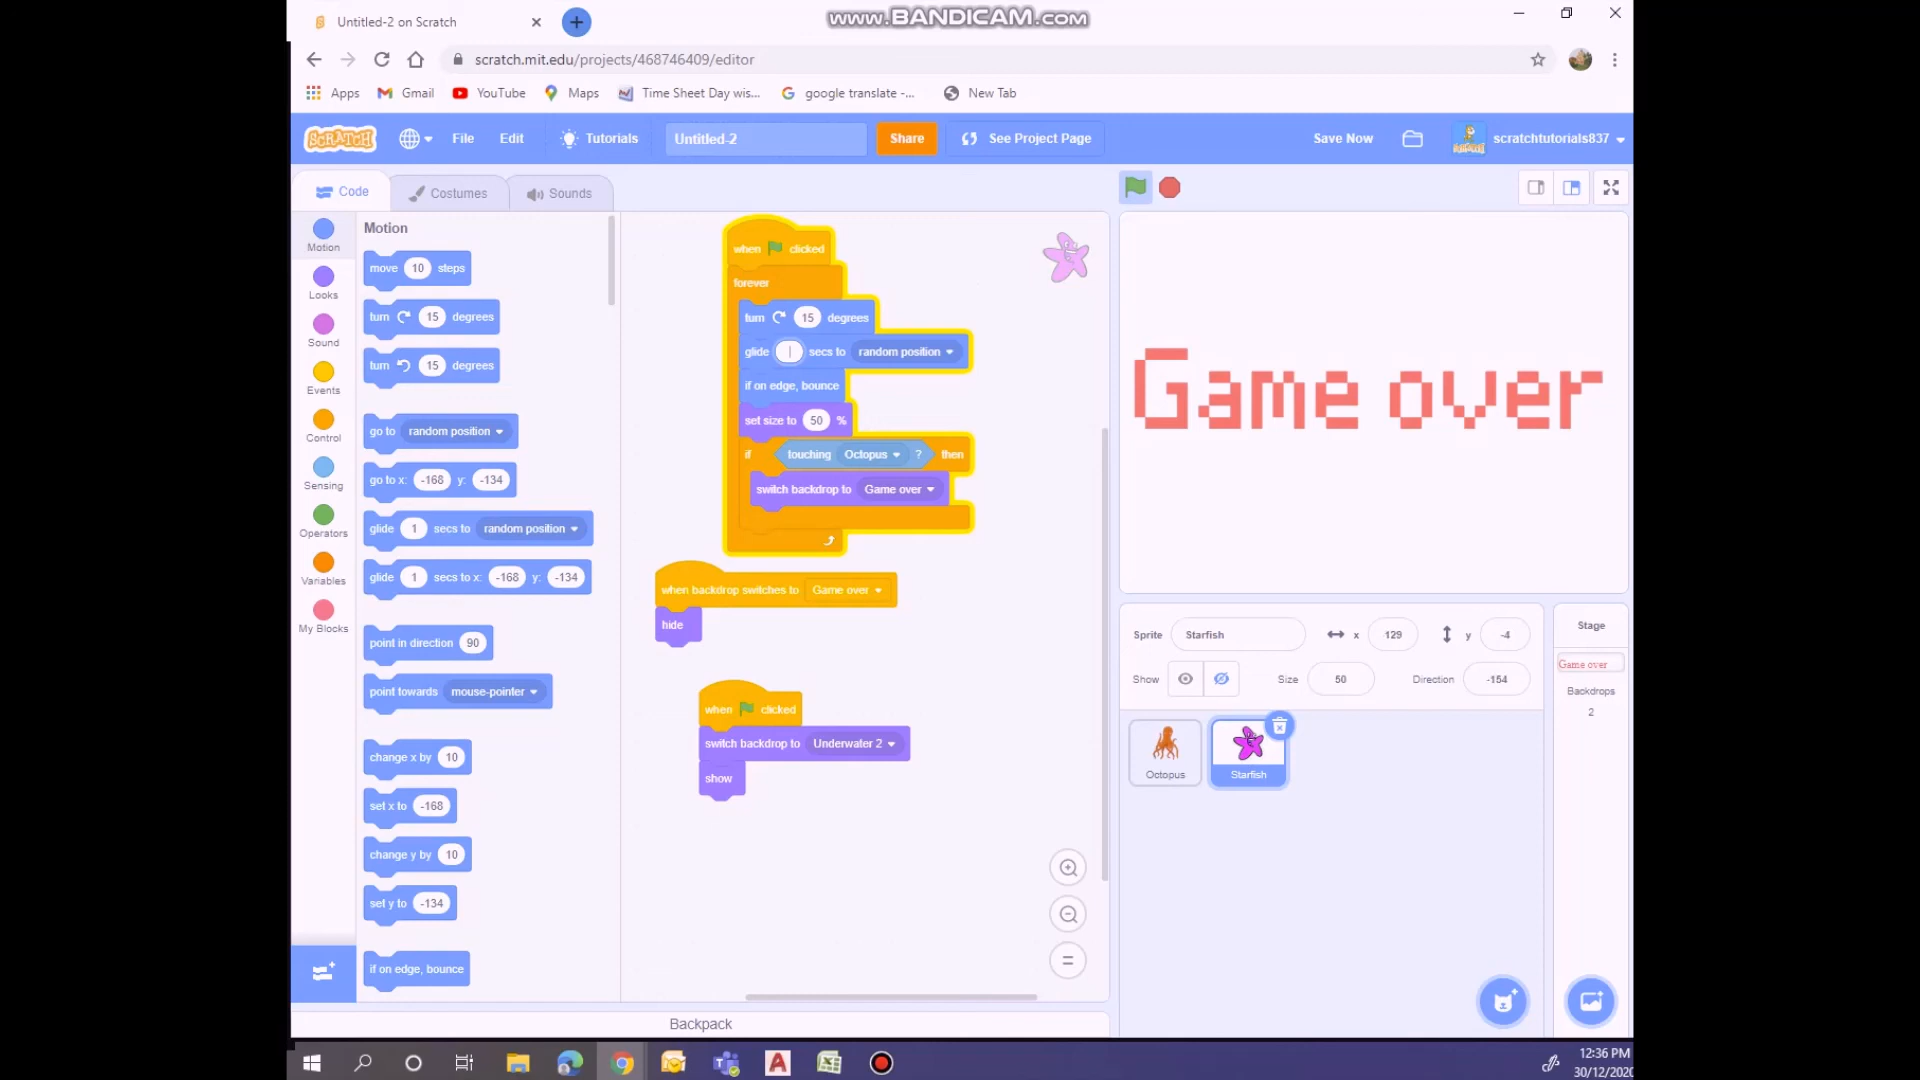 Untitled-2 on Scratch
www.BANDICAM.com
scratch.mit.edu/projects/468746409/editor
Apps Gmail YouTube Maps Time Sheet Day wis... google translate -... New Tab
SCRATCH File Edit Tutorials Untitled-2 Share See Project Page Save Now scratchtutorials837
Code Costumes Sounds
Motion
Looks
Sound
Events
Control
Sensing
Operators
Variables
My Blocks
Motion
move 10 steps
turn 15 degrees
turn 15 degrees
go to random position
go to x: -168 y: -134
glide 1 secs to random position
glide 1 secs to x: -168 y: -134
point in direction 90
point towards mouse-pointer
change x by 10
set x to -168
change y by 10
set y to -134
if on edge, bounce
when clicked
forever
turn 15 degrees
glide secs to random position
if on edge, bounce
set size to 50 %
if touching Octopus ? then
switch backdrop to Game over
when backdrop switches to Game over
hide
when clicked
switch backdrop to Underwater 2
show
Game over
Sprite Starfish x 129 y -4
Show Size 50 Direction -154
Octopus
Starfish
Stage
Game over
Backdrops
2
Backpack
12:36 PM
30/12/2020